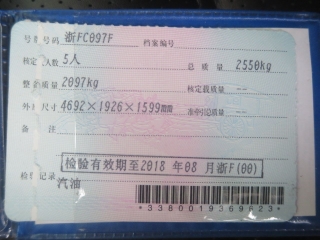 号牌号码 浙FC097F 档案编号
核定人数 5人 总质量 2550kg
整备质量 2097kg 核定载质量 --
外廓尺寸 4692×1926×1599mm 准牵引总质量 --
备注
检验有效期至2018年08月浙F(00)
检验记录
汽油
*3380019369823*